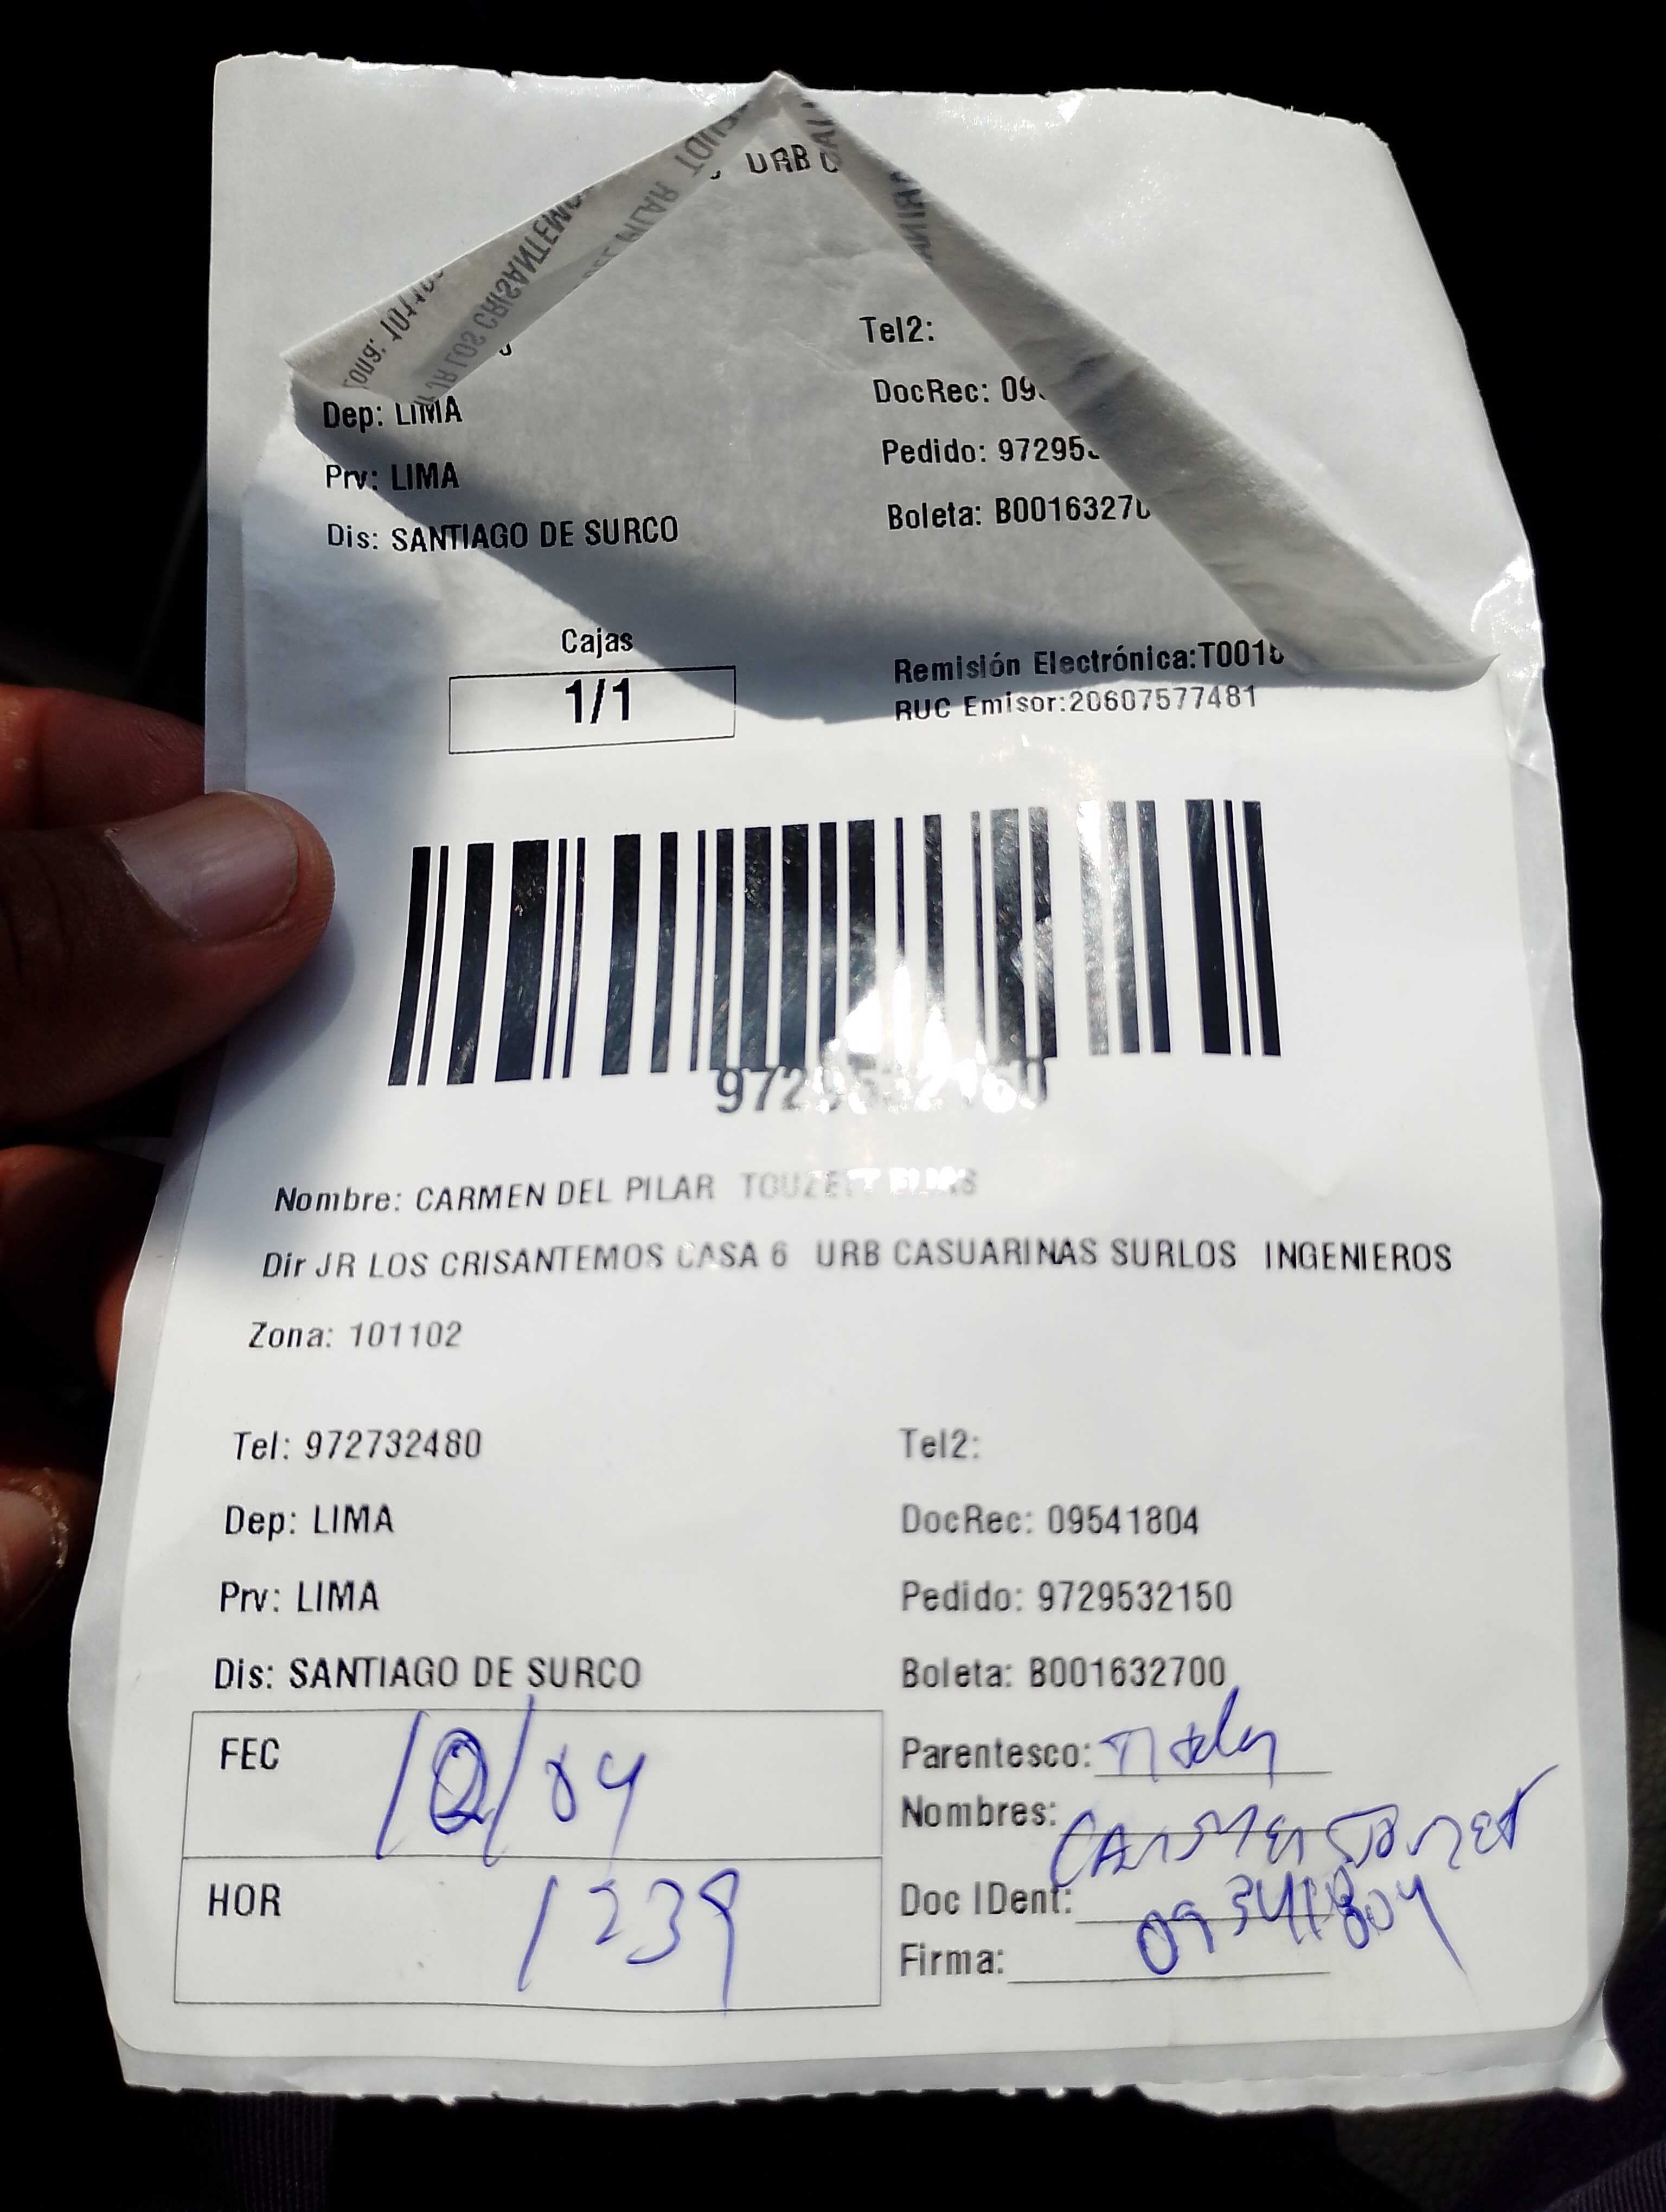 URB
Tel2:
Dep: LIMA
DocRec: 09
Prv: LIMA
Pedido: 97295
Dis: SANTIAGO DE SURCO
Boleta: B00163270
Cajas
1/1
Remisión Electrónica:T001
RUC Emisor:20607577481
Nombre: CARMEN DEL PILAR
Dir JR LOS CRISANTEMOS CASA 6 URB CASUARINAS SURLOS INGENIEROS
Zona: 101102
Tel: 972732480
Tel2:
Dep: LIMA
DocRec: 09541804
Prv: LIMA
Pedido: 9729532150
Dis: SANTIAGO DE SURCO
Boleta: B001632700
FEC
Parentesco:
Nombres:
HOR 1239
Doc IDent:
Firma: